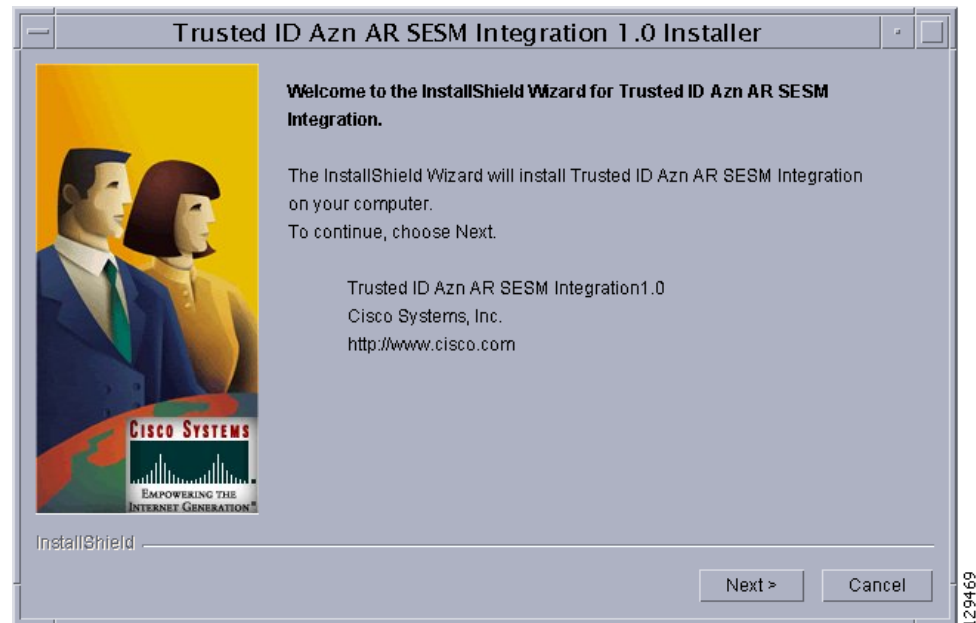 Trusted ID Azn AR SESM Integration 1.0 Installer
Welcome to the InstallShield Wizard for Trusted ID Azn AR SESM
Integration.
The InstallShield Wizard will install Trusted ID Azn AR SESM Integration
on your computer.
To continue, choose Next.
Trusted ID Azn AR SESM Integration1.0
Cisco Systems, Inc.
http://www.cisco.com
CISCO SYSTEMS
EMPOWERING THE
INTERNET GENERATION
InstallShield
Next >
Cancel
129469